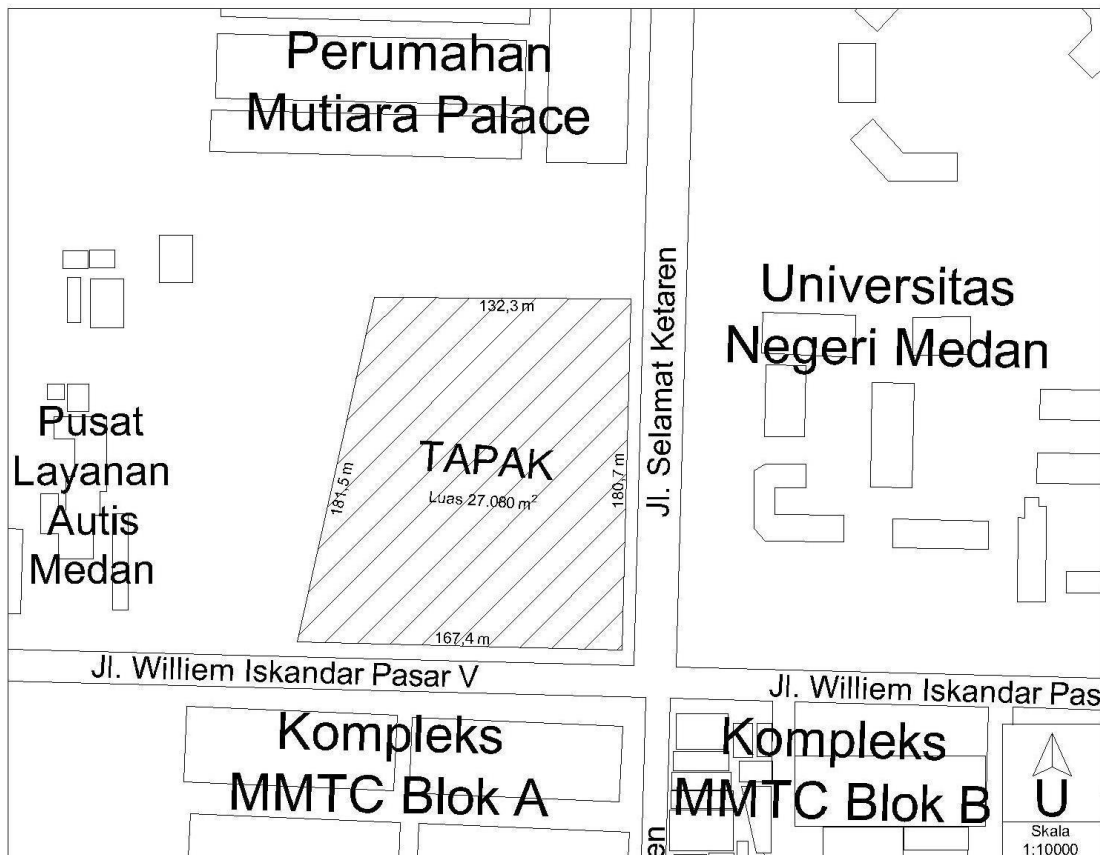 Perumahan
Mutiara Palace
Universitas
Negeri Medan
Jl. Selamat Ketaren
132,3 m
181,5 m
180,7 m
TAPAK
Luas 27.080 m²
167,4 m
Pusat
Layanan
Autis
Medan
Jl. Williem Iskandar Pasar V
Jl. Williem Iskandar Pas
Kompleks
MMTC Blok A
Kompleks
MMTC Blok B
en
U
Skala
1:10000